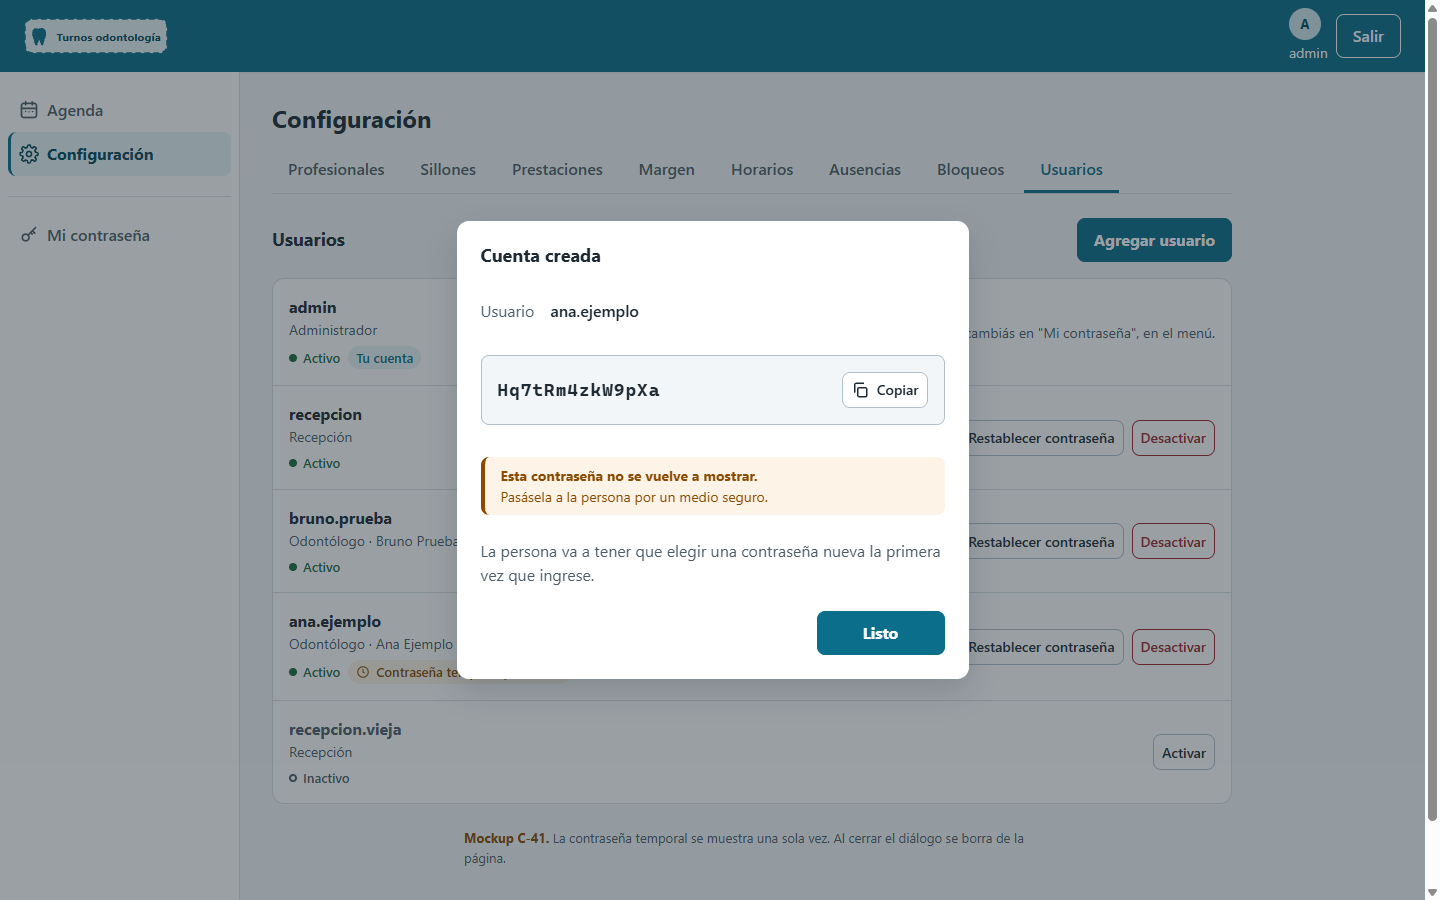 Turnos odontología
A
admin
Salir
Agenda
Configuración
Mi contraseña
Configuración
Profesionales Sillones Prestaciones Margen Horarios Ausencias Bloqueos Usuarios
Usuarios
Agregar usuario
admin
Administrador
Activo Tu cuenta
cambiás en "Mi contraseña", en el menú.
recepcion
Recepción
Activo
Restablecer contraseña Desactivar
bruno.prueba
Odontólogo · Bruno Prueba
Activo
Restablecer contraseña Desactivar
ana.ejemplo
Odontólogo · Ana Ejemplo
Activo Contraseña
Restablecer contraseña Desactivar
recepcion.vieja
Recepción
Inactivo
Activar
Cuenta creada
Usuario ana.ejemplo
Hq7tRm4zkW9pXa
Copiar
Esta contraseña no se vuelve a mostrar.
Pasásela a la persona por un medio seguro.
La persona va a tener que elegir una contraseña nueva la primera
vez que ingrese.
Listo
Mockup C-41. La contraseña temporal se muestra una sola vez. Al cerrar el diálogo se borra de la
página.